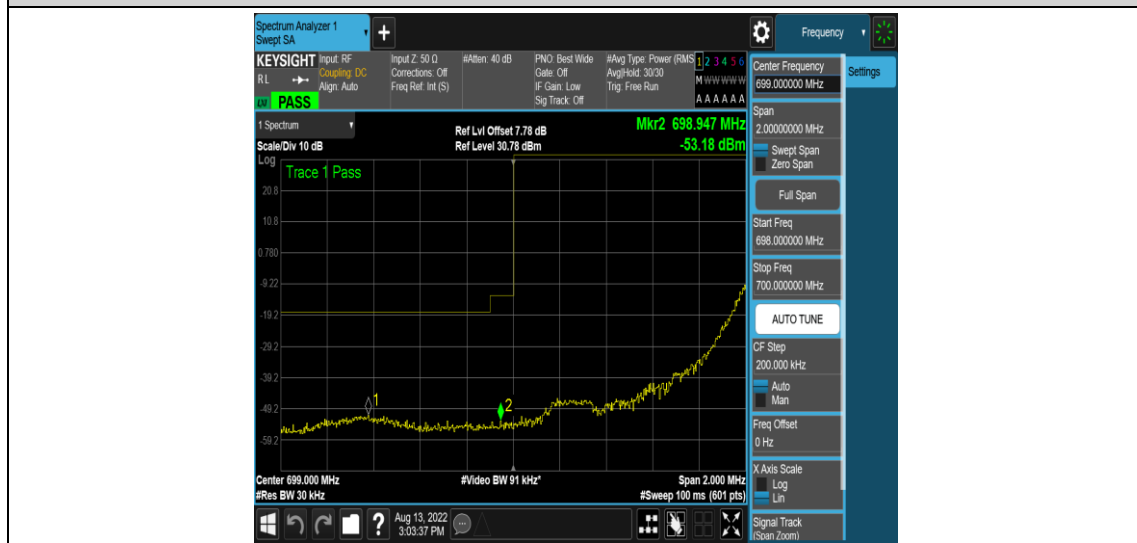 Spectrum Analyzer 1
Swept SA
+
Frequency
KEYSIGHT
RL
PASS
Input: RF
Coupling: DC
Align: Auto
Input Z: 50 Ω
Corrections: Off
Freq Ref: Int (S)
#Atten: 40 dB
PNO: Best Wide
Gate: Off
IF Gain: Low
Sig Track: Off
#Avg Type: Power (RMS
Avg|Hold: 30/30
Trig: Free Run
1 2 3 4 5 6
M W W W W W
A A A A A A
1 Spectrum
Scale/Div 10 dB
Ref Lvl Offset 7.78 dB
Ref Level 30.78 dBm
Mkr2 698.947 MHz
-53.18 dBm
Log
Trace 1 Pass
20.8
10.8
0.780
-9.22
-19.2
-29.2
-39.2
-49.2
-59.2
1
2
Center 699.000 MHz
#Res BW 30 kHz
#Video BW 91 kHz*
Span 2.000 MHz
#Sweep 100 ms (601 pts)
Center Frequency
699.000000 MHz
Settings
Span
2.00000000 MHz
Swept Span
Zero Span
Full Span
Start Freq
698.000000 MHz
Stop Freq
700.000000 MHz
AUTO TUNE
CF Step
200.000 kHz
Auto
Man
Freq Offset
0 Hz
X Axis Scale
Log
Lin
Signal Track
(Span Zoom)
?
Aug 13, 2022
3:03:37 PM